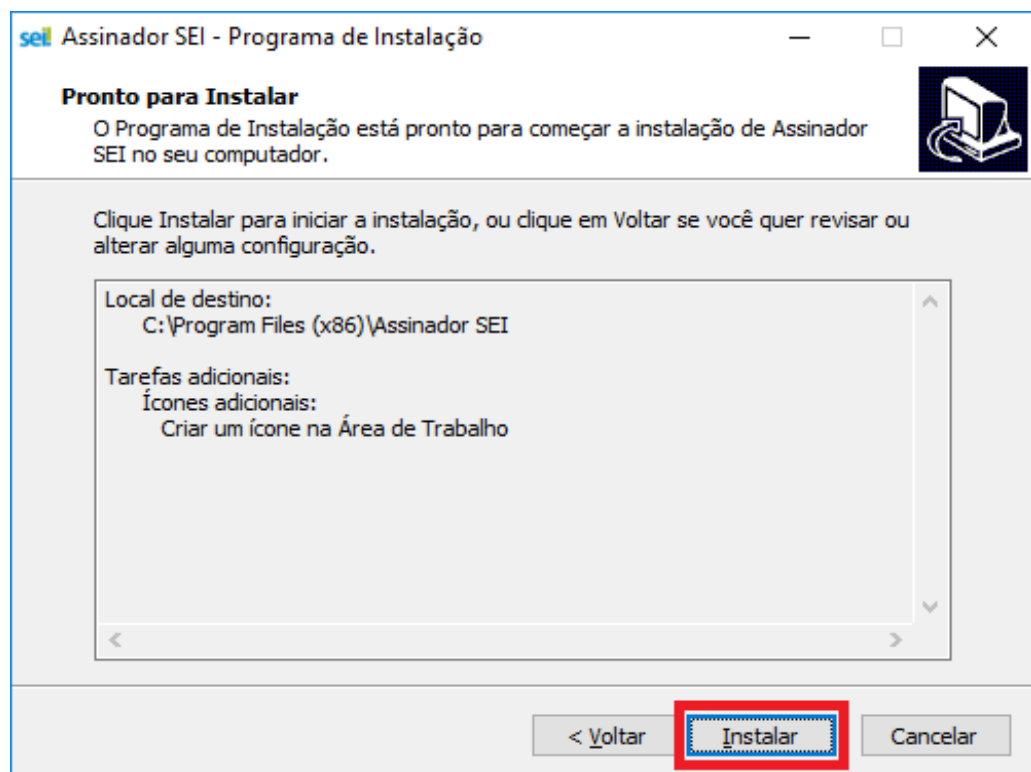 sei! Assinador SEI - Programa de Instalação
Pronto para Instalar
O Programa de Instalação está pronto para começar a instalação de Assinador
SEI no seu computador.
Clique Instalar para iniciar a instalação, ou clique em Voltar se você quer revisar ou
alterar alguma configuração.
Local de destino:
C:\Program Files (x86)\Assinador SEI
Tarefas adicionais:
Ícones adicionais:
Criar um ícone na Área de Trabalho
< Voltar
Instalar
Cancelar